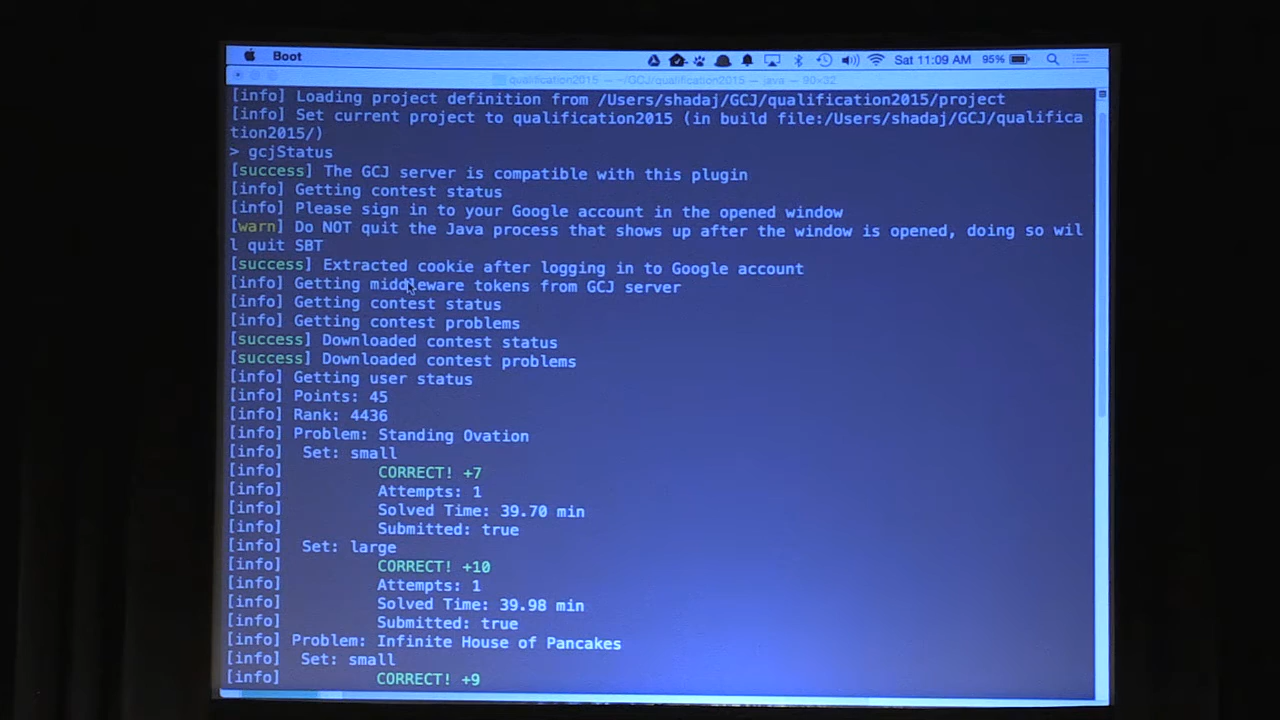 Boot Sat 11:09 AM 95%
qualification2015 — ~/GCJ/qualification2015 — java — 90×32
[info] Loading project definition from /Users/shadaj/GCJ/qualification2015/project
[info] Set current project to qualification2015 (in build file:/Users/shadaj/GCJ/qualifica
tion2015/)
> gcjStatus
[success] The GCJ server is compatible with this plugin
[info] Getting contest status
[info] Please sign in to your Google account in the opened window
[warn] Do NOT quit the Java process that shows up after the window is opened, doing so wil
l quit SBT
[success] Extracted cookie after logging in to Google account
[info] Getting middleware tokens from GCJ server
[info] Getting contest status
[info] Getting contest problems
[success] Downloaded contest status
[success] Downloaded contest problems
[info] Getting user status
[info] Points: 45
[info] Rank: 4436
[info] Problem: Standing Ovation
[info] Set: small
[info] CORRECT! +7
[info] Attempts: 1
[info] Solved Time: 39.70 min
[info] Submitted: true
[info] Set: large
[info] CORRECT! +10
[info] Attempts: 1
[info] Solved Time: 39.98 min
[info] Submitted: true
[info] Problem: Infinite House of Pancakes
[info] Set: small
[info] CORRECT! +9